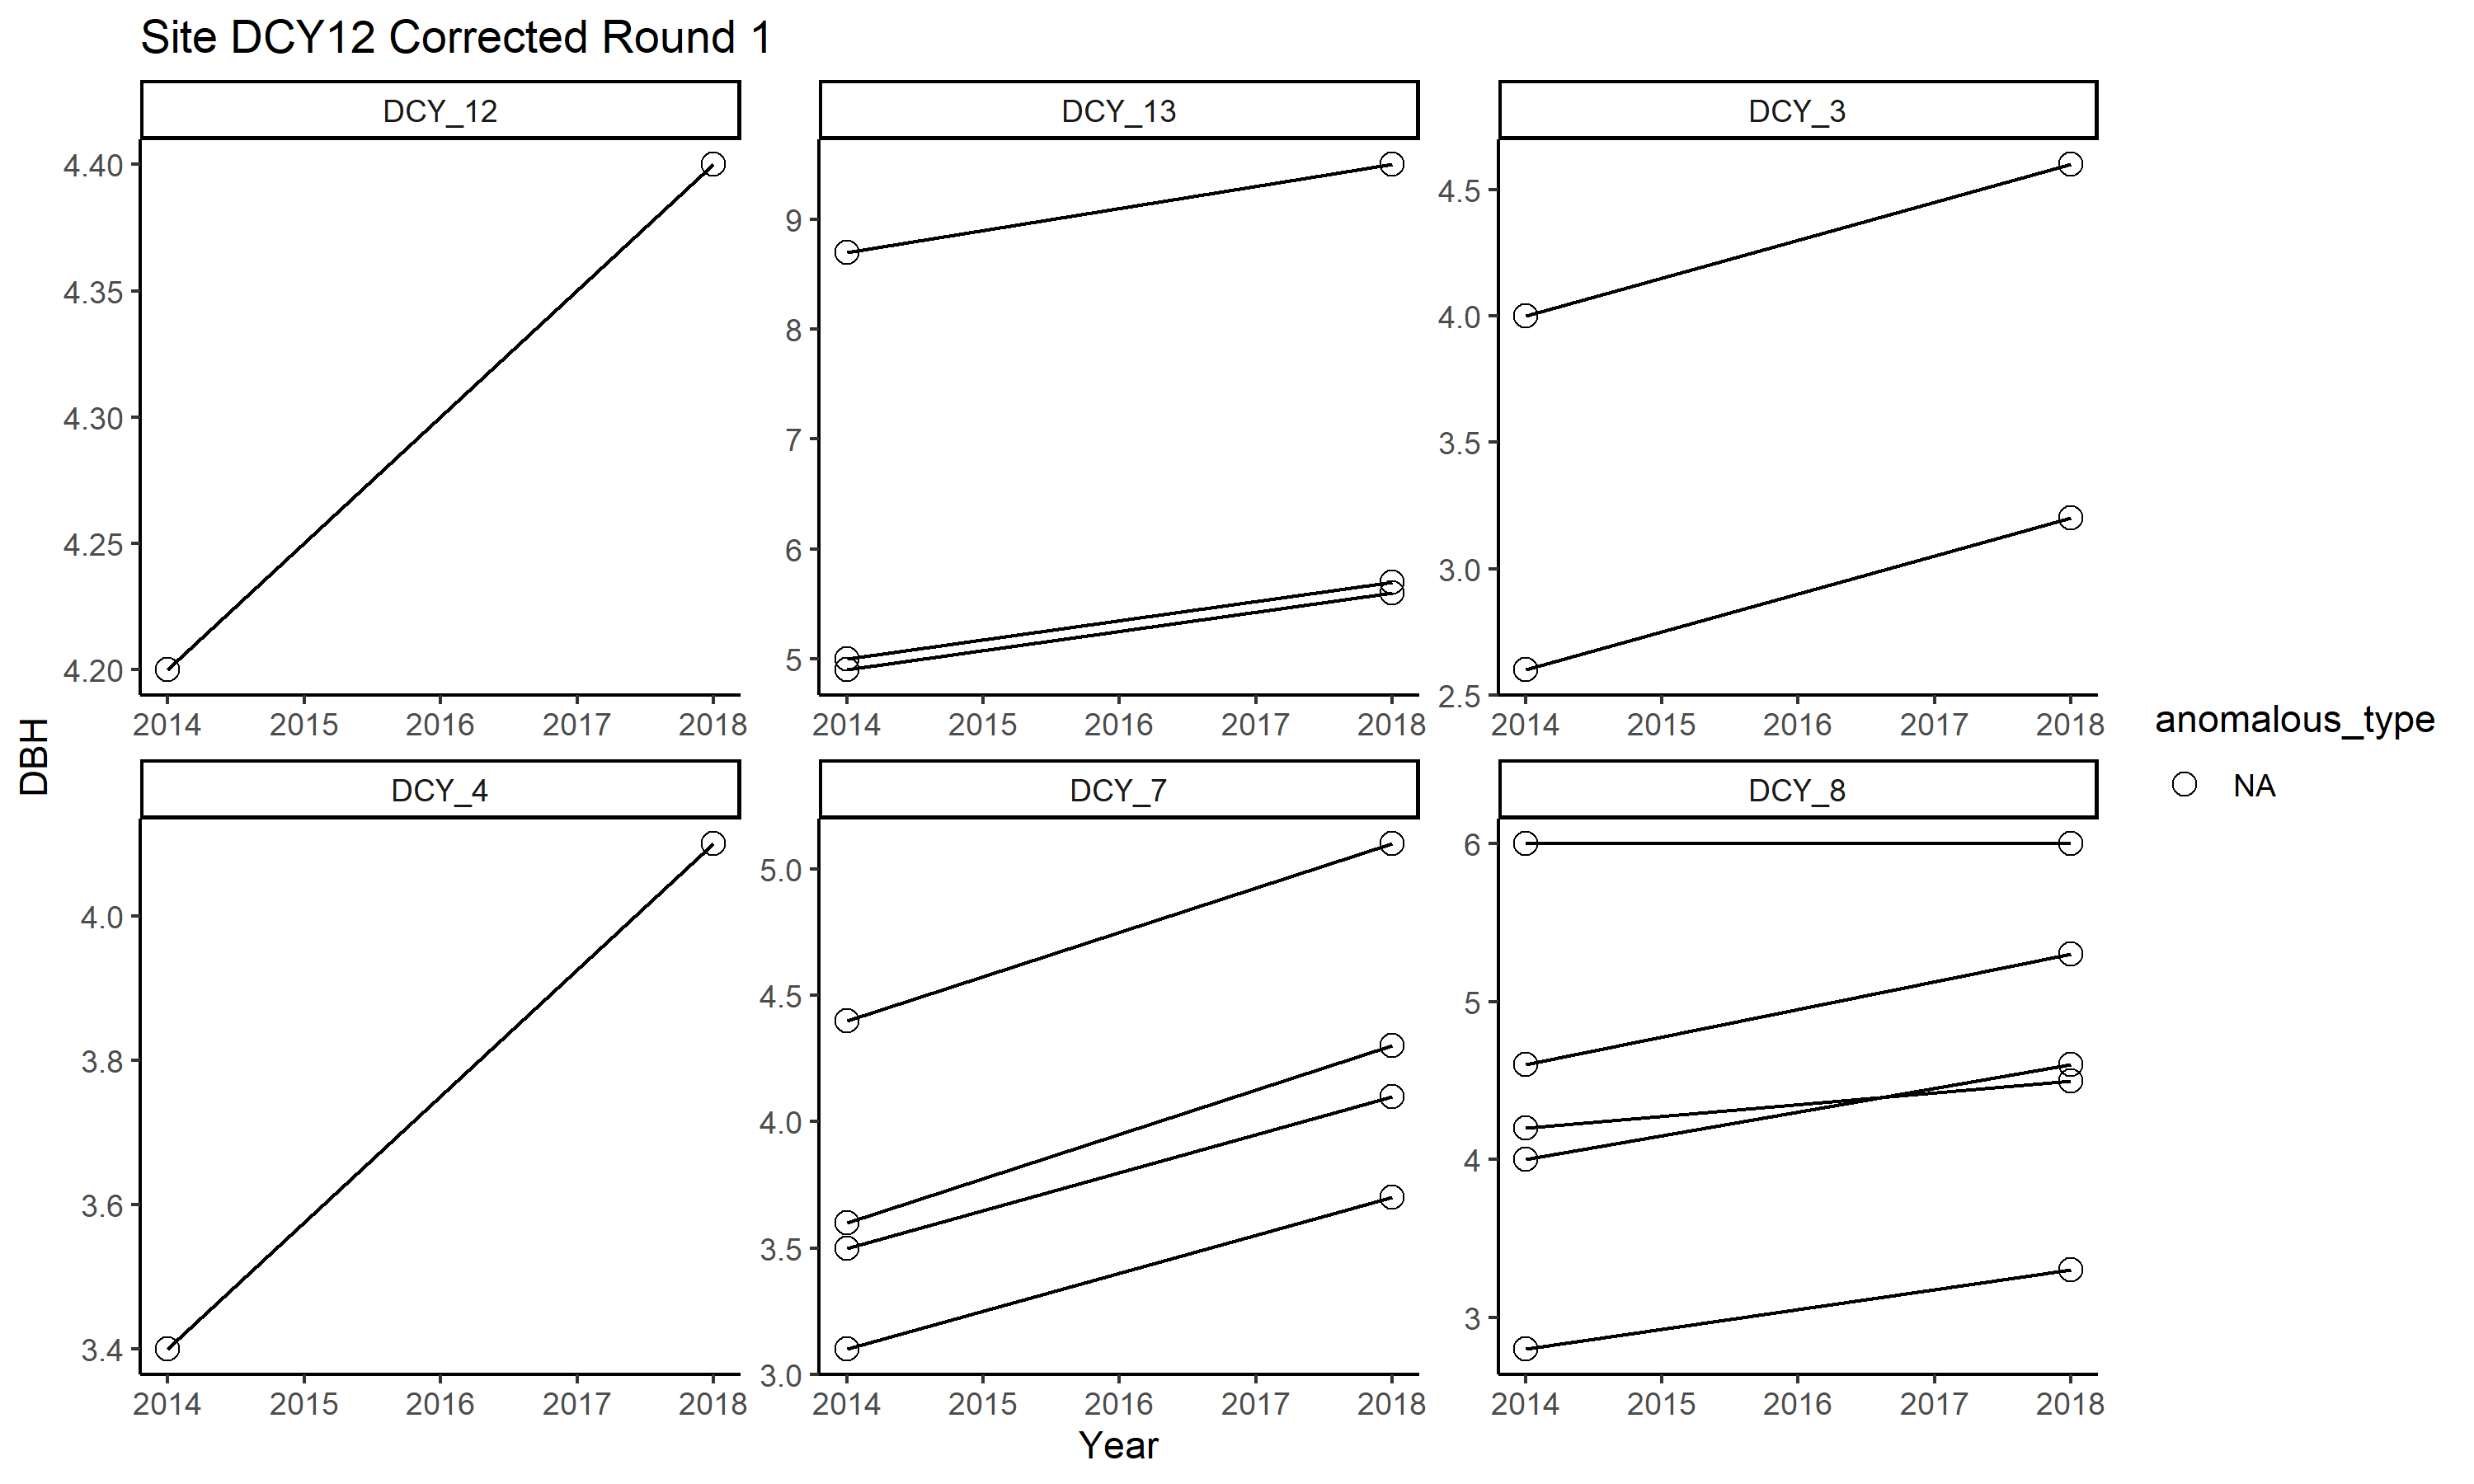 Site DCY12 Corrected Round 1
DCY_12
DCY_13
DCY_3
4.40
4.35
4.30
4.25
4.20
9
8
7
6
5
4.5
4.0
3.5
3.0
2.5
2014 2015 2016 2017 2018
2014 2015 2016 2017 2018
2014 2015 2016 2017 2018
DBH
anomalous_type
NA
DCY_4
DCY_7
DCY_8
4.0
3.8
3.6
3.4
5.0
4.5
4.0
3.5
3.0
6
5
4
3
2014 2015 2016 2017 2018
2014 2015 2016 2017 2018
2014 2015 2016 2017 2018
Year